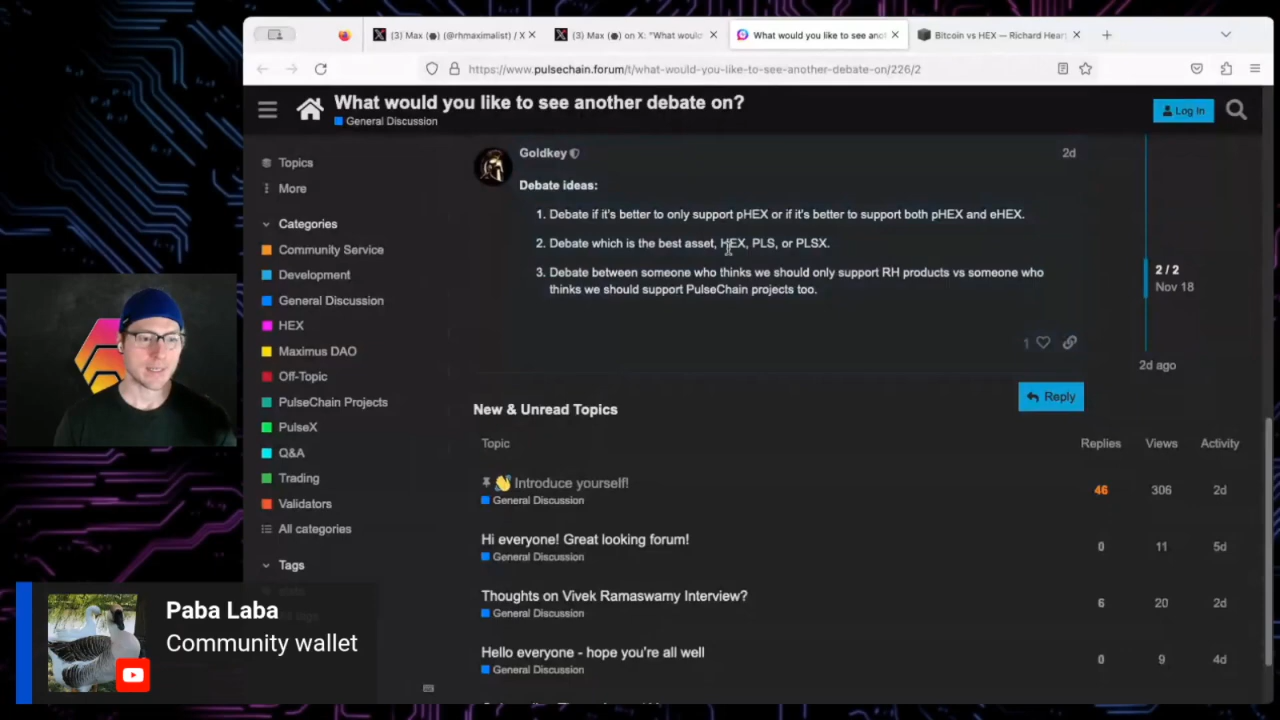 (3) Max (⬢) (@rhmaximalist) / X
(3) Max (⬢) on X: "What would
What would you like to see anot
Bitcoin vs HEX — Richard Hear
https://www.pulsechain.forum/t/what-would-you-like-to-see-another-debate-on/226/2
What would you like to see another debate on?
General Discussion
Log In
Topics
More
Categories
Community Service
Development
General Discussion
HEX
Maximus DAO
Off-Topic
PulseChain Projects
PulseX
Q&A
Trading
Validators
All categories
Tags
Goldkey
2d
Debate ideas:
1. Debate if it's better to only support pHEX or if it's better to support both pHEX and eHEX.
2. Debate which is the best asset, HEX, PLS, or PLSX.
3. Debate between someone who thinks we should only support RH products vs someone who
thinks we should support PulseChain projects too.
1
2 / 2
Nov 18
2d ago
Reply
New & Unread Topics
Topic Replies Views Activity
Introduce yourself! 46 306 2d
General Discussion
Hi everyone! Great looking forum! 0 11 5d
General Discussion
Thoughts on Vivek Ramaswamy Interview? 6 20 2d
General Discussion
Hello everyone - hope you're all well 0 9 4d
General Discussion
Paba Laba
Community wallet